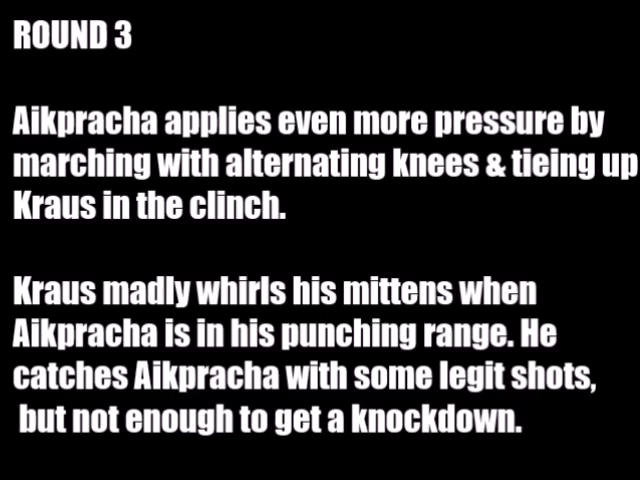 ROUND 3
Aikpracha applies even more pressure by
marching with alternating knees & tieing up
Kraus in the clinch.
Kraus madly whirls his mittens when
Aikpracha is in his punching range. He
catches Aikpracha with some legit shots,
but not enough to get a knockdown.